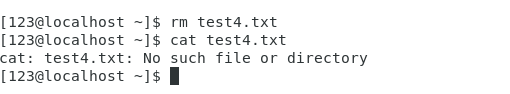 [123@localhost ~]$ rm test4.txt
[123@localhost ~]$ cat test4.txt
cat: test4.txt: No such file or directory
[123@localhost ~]$